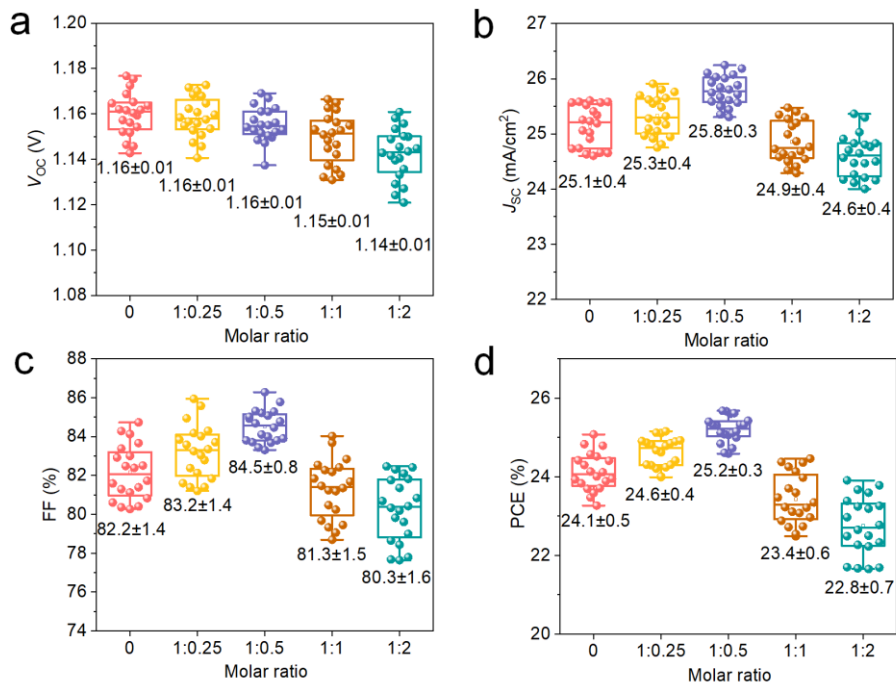 a
1.20
1.18
1.16
1.14
1.12
1.10
1.08
V_OC (V)
1.16±0.01
1.16±0.01
1.16±0.01
1.15±0.01
1.14±0.01
0 1:0.25 1:0.5 1:1 1:2
Molar ratio
b
27
26
25
24
23
22
J_SC (mA/cm²)
25.1±0.4
25.3±0.4
25.8±0.3
24.9±0.4
24.6±0.4
0 1:0.25 1:0.5 1:1 1:2
Molar ratio
c
88
86
84
82
80
78
76
74
FF (%)
82.2±1.4
83.2±1.4
84.5±0.8
81.3±1.5
80.3±1.6
0 1:0.25 1:0.5 1:1 1:2
Molar ratio
d
26
24
22
20
PCE (%)
24.1±0.5
24.6±0.4
25.2±0.3
23.4±0.6
22.8±0.7
0 1:0.25 1:0.5 1:1 1:2
Molar ratio